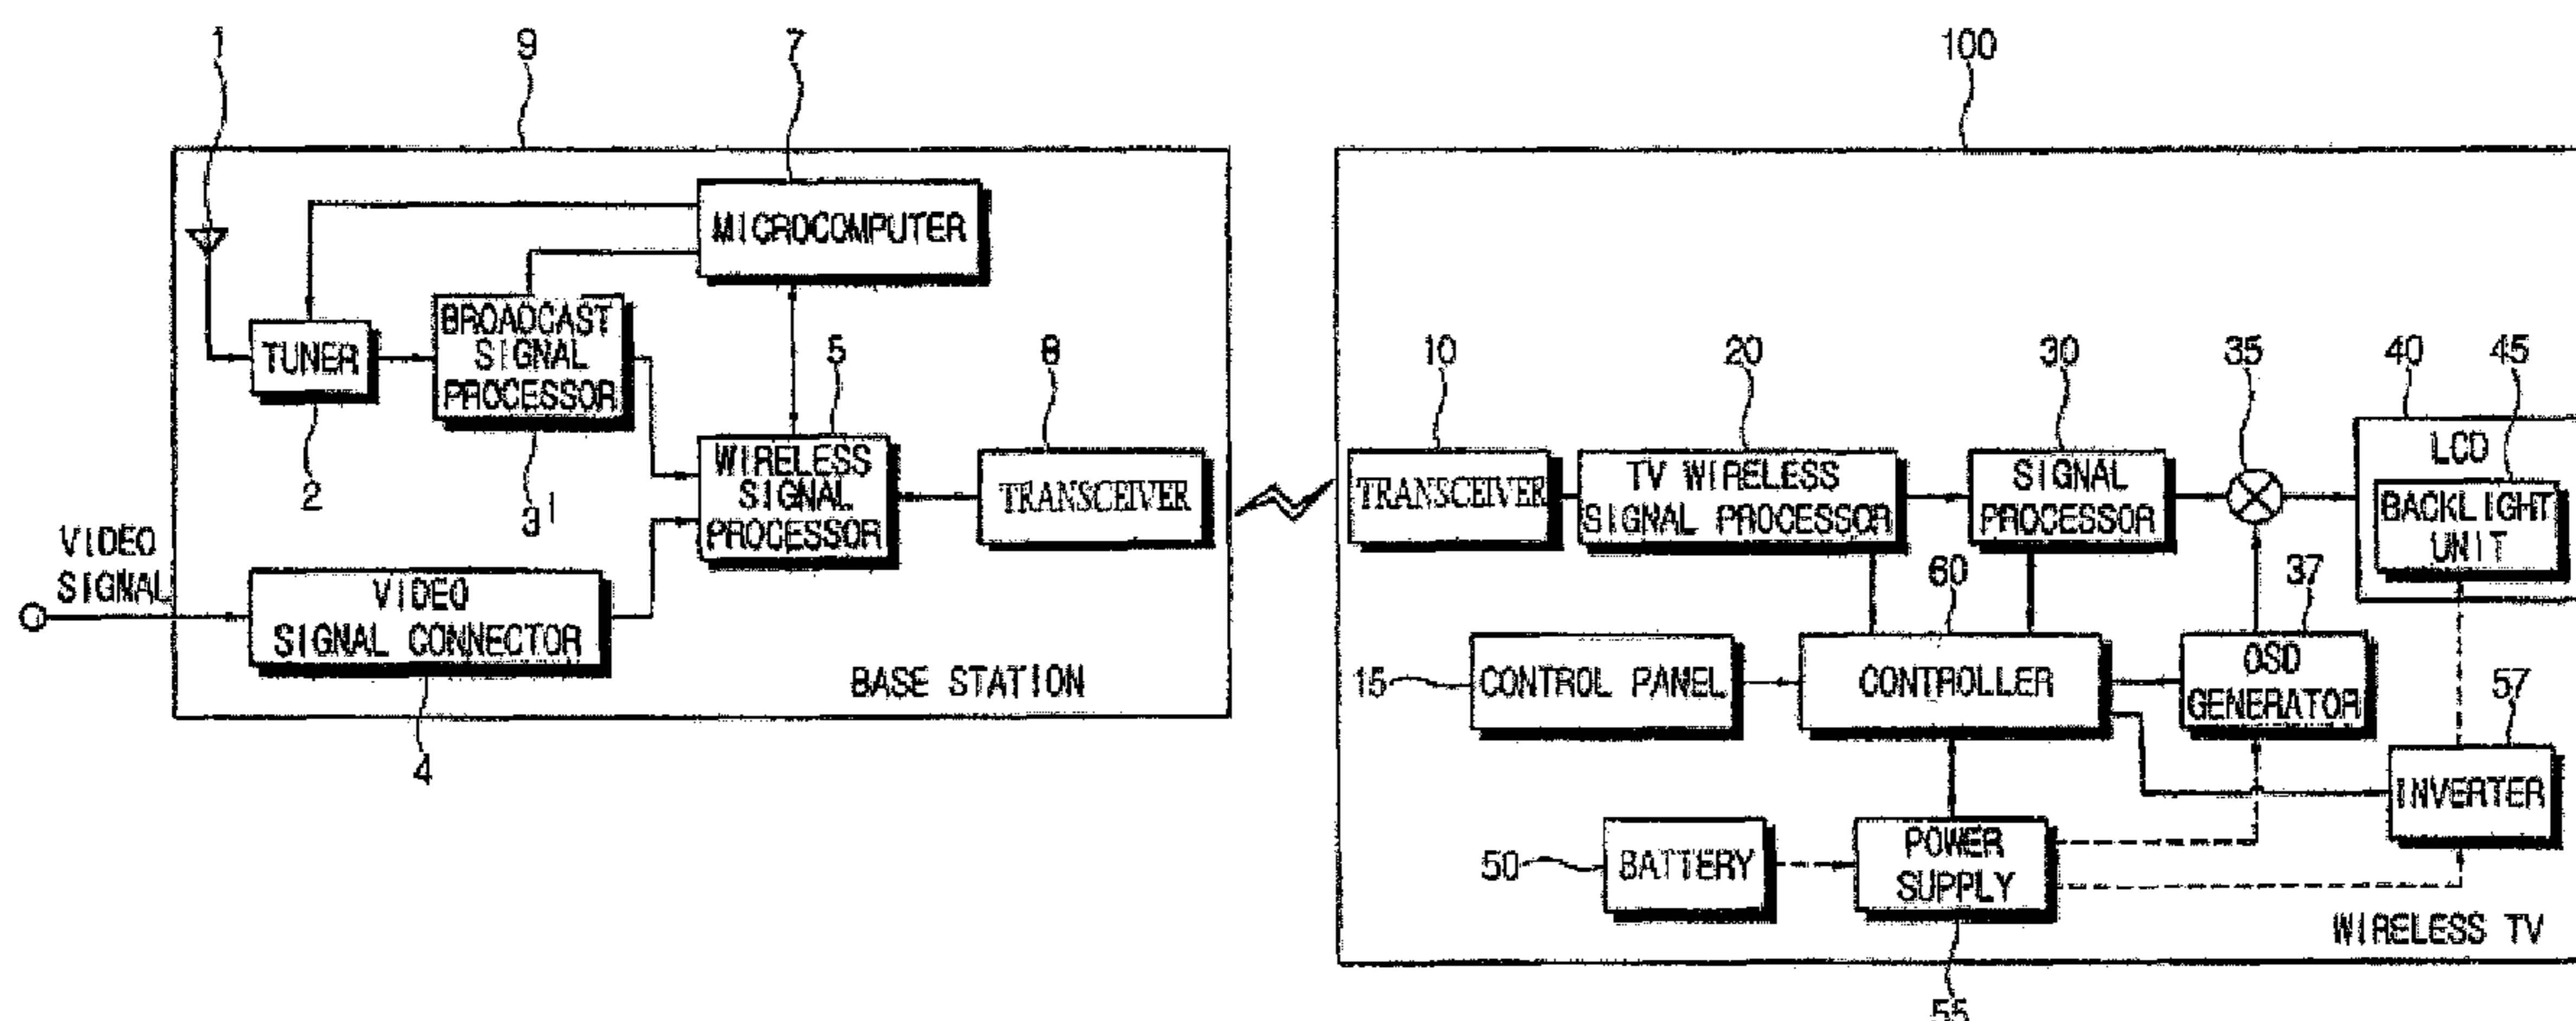 1
9
7
100
MICROCOMPUTER
BROADCAST
SIGNAL
PROCESSOR
TUNER
2
3
5
8
WIRELESS
SIGNAL
PROCESSOR
TRANSCEIVER
VIDEO
SIGNAL
VIDEO
SIGNAL CONNECTOR
4
BASE STATION
10
20
30
35
40
45
TRANSCEIVER
TV WIRELESS
SIGNAL PROCESSOR
SIGNAL
PROCESSOR
LCD
BACKLIGHT
UNIT
60
37
15
CONTROL PANEL
CONTROLLER
OSD
GENERATOR
57
INVERTER
50
BATTERY
POWER
SUPPLY
55
WIRELESS TV